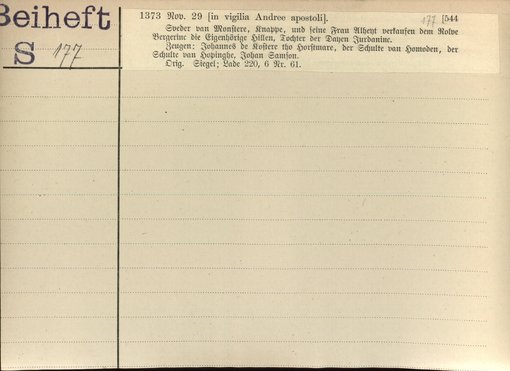 Beiheft
S 177
1373 Nov. 29 [in vigilia Andree apostoli]. 177 [544
Sveder van Monstere, Knappe, und seine Frau Alheyt verkaufen dem Rolve
Bergerinc die Eigenhörige Hillen, Tochter der Dayen Jurdaninc.
Zeugen: Johannes de Kostere tho Horstmare, der Schulte van Homoden, der
Schulte van Hopinghe, Johan Samson.
Orig. Siegel; Lade 220, 6 Nr. 61.